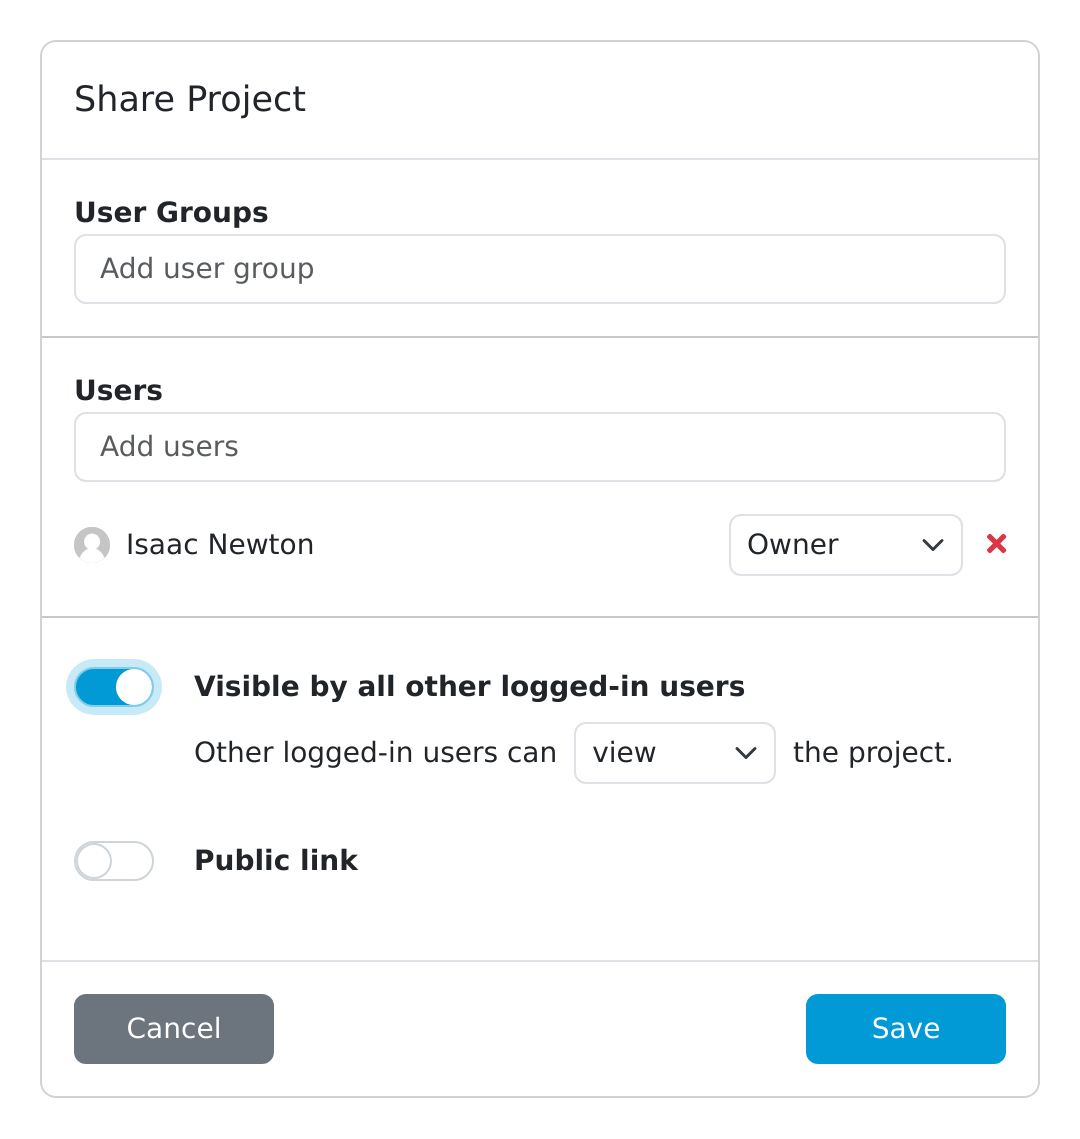 Share Project
User Groups
Add user group
Users
Add users
Isaac Newton Owner
Visible by all other logged-in users
Other logged-in users can view the project.
Public link
Cancel Save